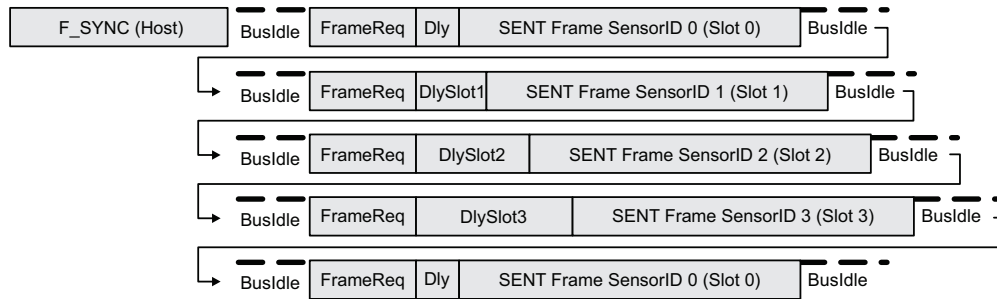 F_SYNC (Host) BusIdle FrameReq Dly SENT Frame SensorID 0 (Slot 0) BusIdle
BusIdle FrameReq DlySlot1 SENT Frame SensorID 1 (Slot 1) BusIdle
BusIdle FrameReq DlySlot2 SENT Frame SensorID 2 (Slot 2) BusIdle
BusIdle FrameReq DlySlot3 SENT Frame SensorID 3 (Slot 3) BusIdle
BusIdle FrameReq Dly SENT Frame SensorID 0 (Slot 0) BusIdle